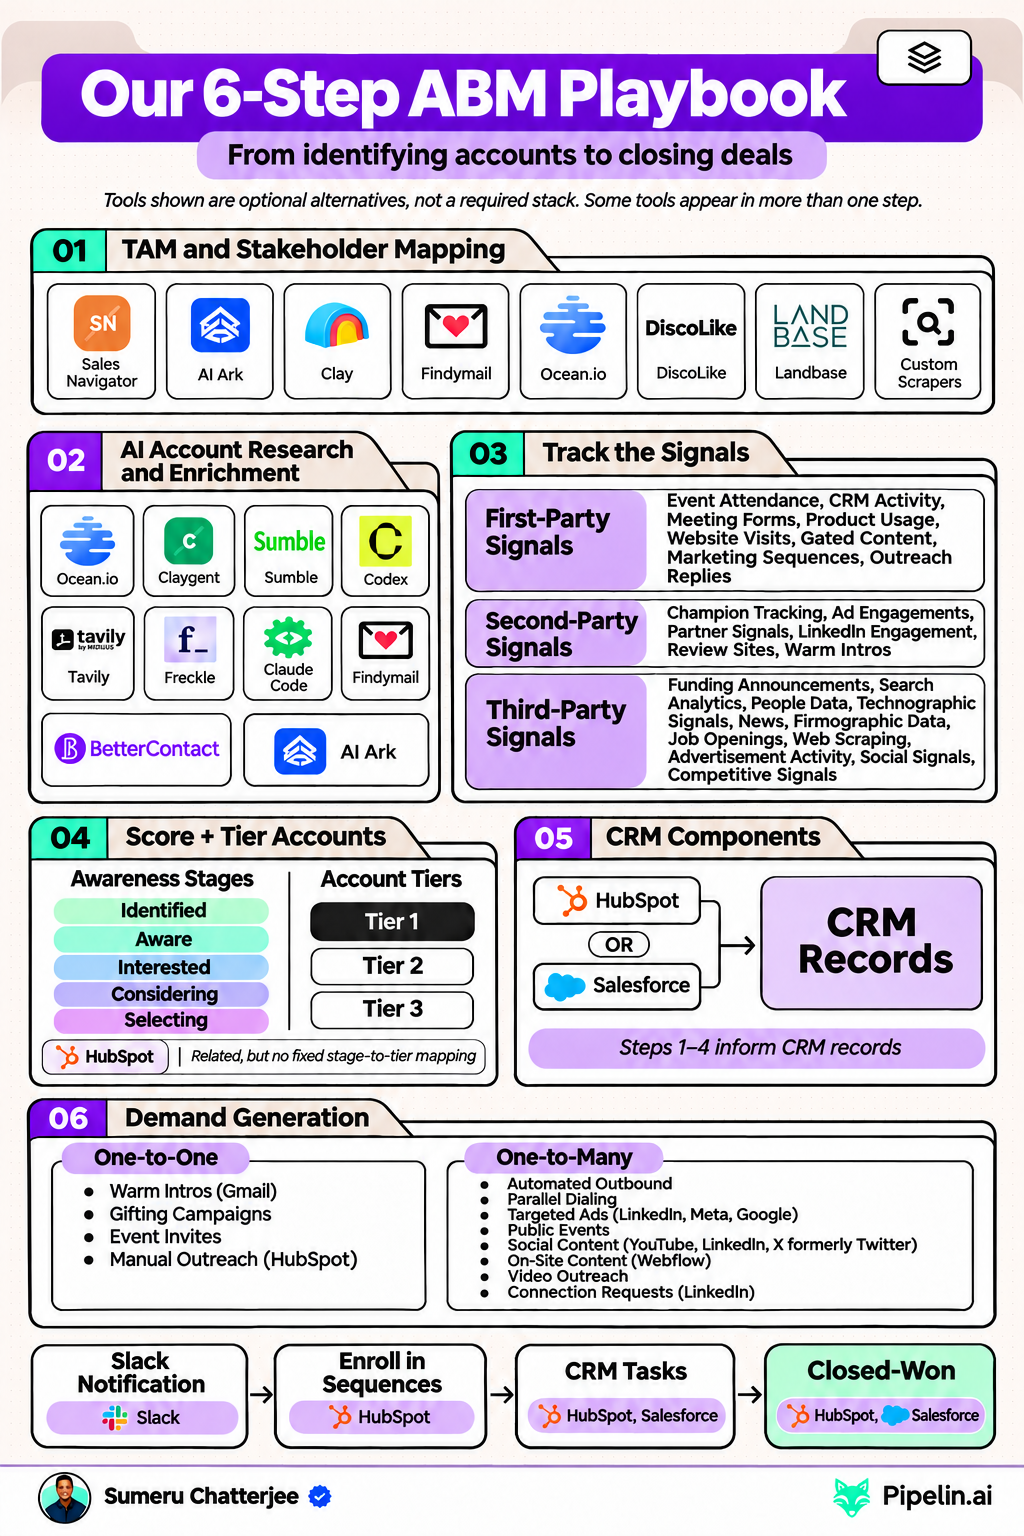 Our 6-Step ABM Playbook
From identifying accounts to closing deals
Tools shown are optional alternatives, not a required stack. Some tools appear in more than one step.
01
TAM and Stakeholder Mapping
SN
Sales
Navigator
AI Ark
Clay
Findymail
Ocean.io
DiscoLike
DiscoLike
LAND
BASE
Landbase
Custom
Scrapers
02
AI Account Research
and Enrichment
Ocean.io
C
Claygent
Sumble
Sumble
C
Codex
tavily
by NEBIUS
Tavily
f_
Freckle
Claude
Code
Findymail
B BetterContact
AI Ark
03
Track the Signals
First-Party
Signals
Event Attendance, CRM Activity,
Meeting Forms, Product Usage,
Website Visits, Gated Content,
Marketing Sequences, Outreach
Replies
Second-Party
Signals
Champion Tracking, Ad Engagements,
Partner Signals, LinkedIn Engagement,
Review Sites, Warm Intros
Third-Party
Signals
Funding Announcements, Search
Analytics, People Data, Technographic
Signals, News, Firmographic Data,
Job Openings, Web Scraping,
Advertisement Activity, Social Signals,
Competitive Signals
04
Score + Tier Accounts
Awareness Stages
Identified
Aware
Interested
Considering
Selecting
Account Tiers
Tier 1
Tier 2
Tier 3
HubSpot | Related, but no fixed stage-to-tier mapping
05
CRM Components
HubSpot
OR
Salesforce
CRM
Records
Steps 1–4 inform CRM records
06
Demand Generation
One-to-One
• Warm Intros (Gmail)
• Gifting Campaigns
• Event Invites
• Manual Outreach (HubSpot)
One-to-Many
• Automated Outbound
• Parallel Dialing
• Targeted Ads (LinkedIn, Meta, Google)
• Public Events
• Social Content (YouTube, LinkedIn, X formerly Twitter)
• On-Site Content (Webflow)
• Video Outreach
• Connection Requests (LinkedIn)
Slack
Notification
Slack
Enroll in
Sequences
HubSpot
CRM Tasks
HubSpot, Salesforce
Closed-Won
HubSpot, Salesforce
Sumeru Chatterjee
Pipelin.ai